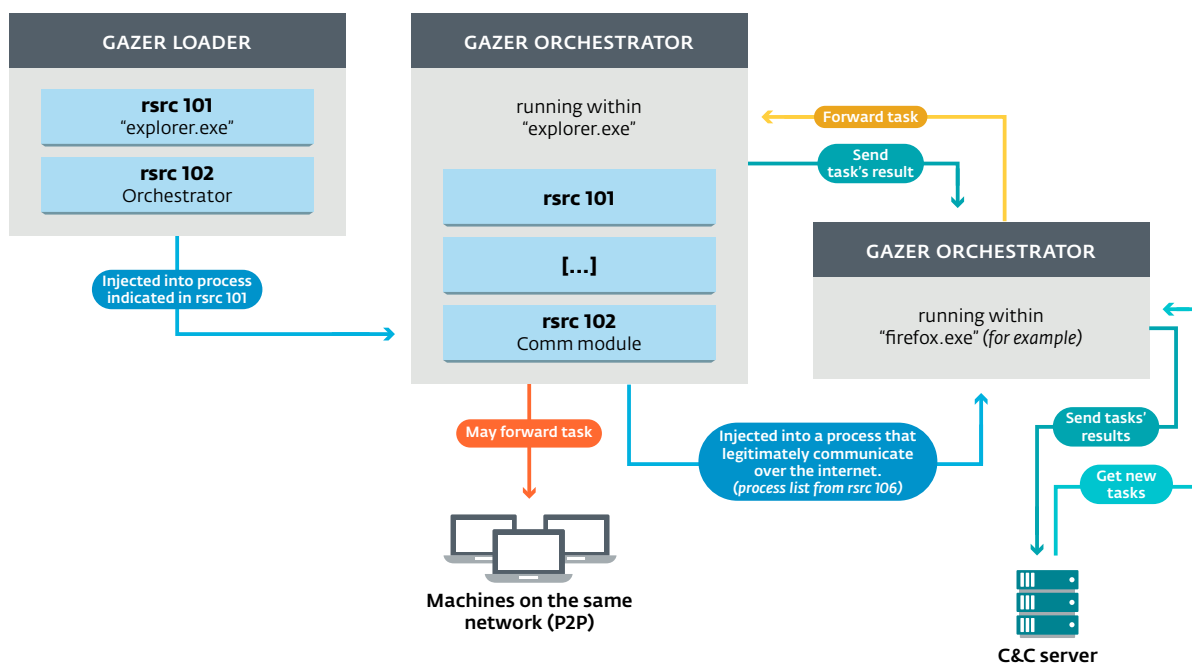 GAZER LOADER
rsrc 101
“explorer.exe”
rsrc 102
Orchestrator
Injected into process
indicated in rsrc 101
GAZER ORCHESTRATOR
running within
“explorer.exe”
rsrc 101
[...]
rsrc 102
Comm module
Forward task
Send
task's result
GAZER ORCHESTRATOR
running within
“firefox.exe” (for example)
May forward task
Injected into a process that
legitimately communicate
over the internet.
(process list from rsrc 106)
Send tasks'
results
Get new
tasks
Machines on the same
network (P2P)
C&C server